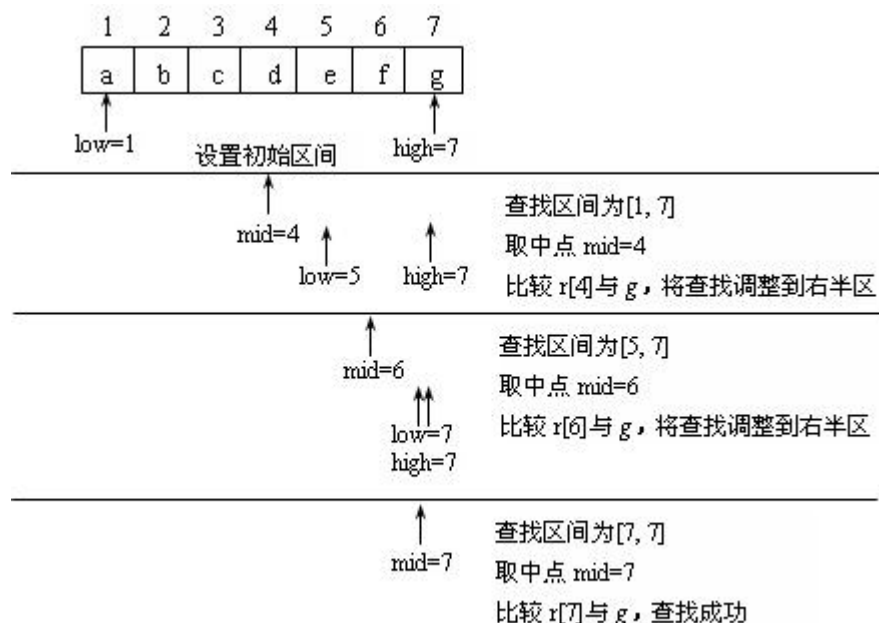 1 2 3 4 5 6 7
a b c d e f g
low=1 设置初始区间 high=7
mid=4
low=5 high=7
查找区间为[1, 7]
取中点 mid=4
比较 r[4]与 g，将查找调整到右半区
mid=6
low=7
high=7
查找区间为[5, 7]
取中点 mid=6
比较 r[6]与 g，将查找调整到右半区
mid=7
查找区间为[7, 7]
取中点 mid=7
比较 r[7]与 g，查找成功